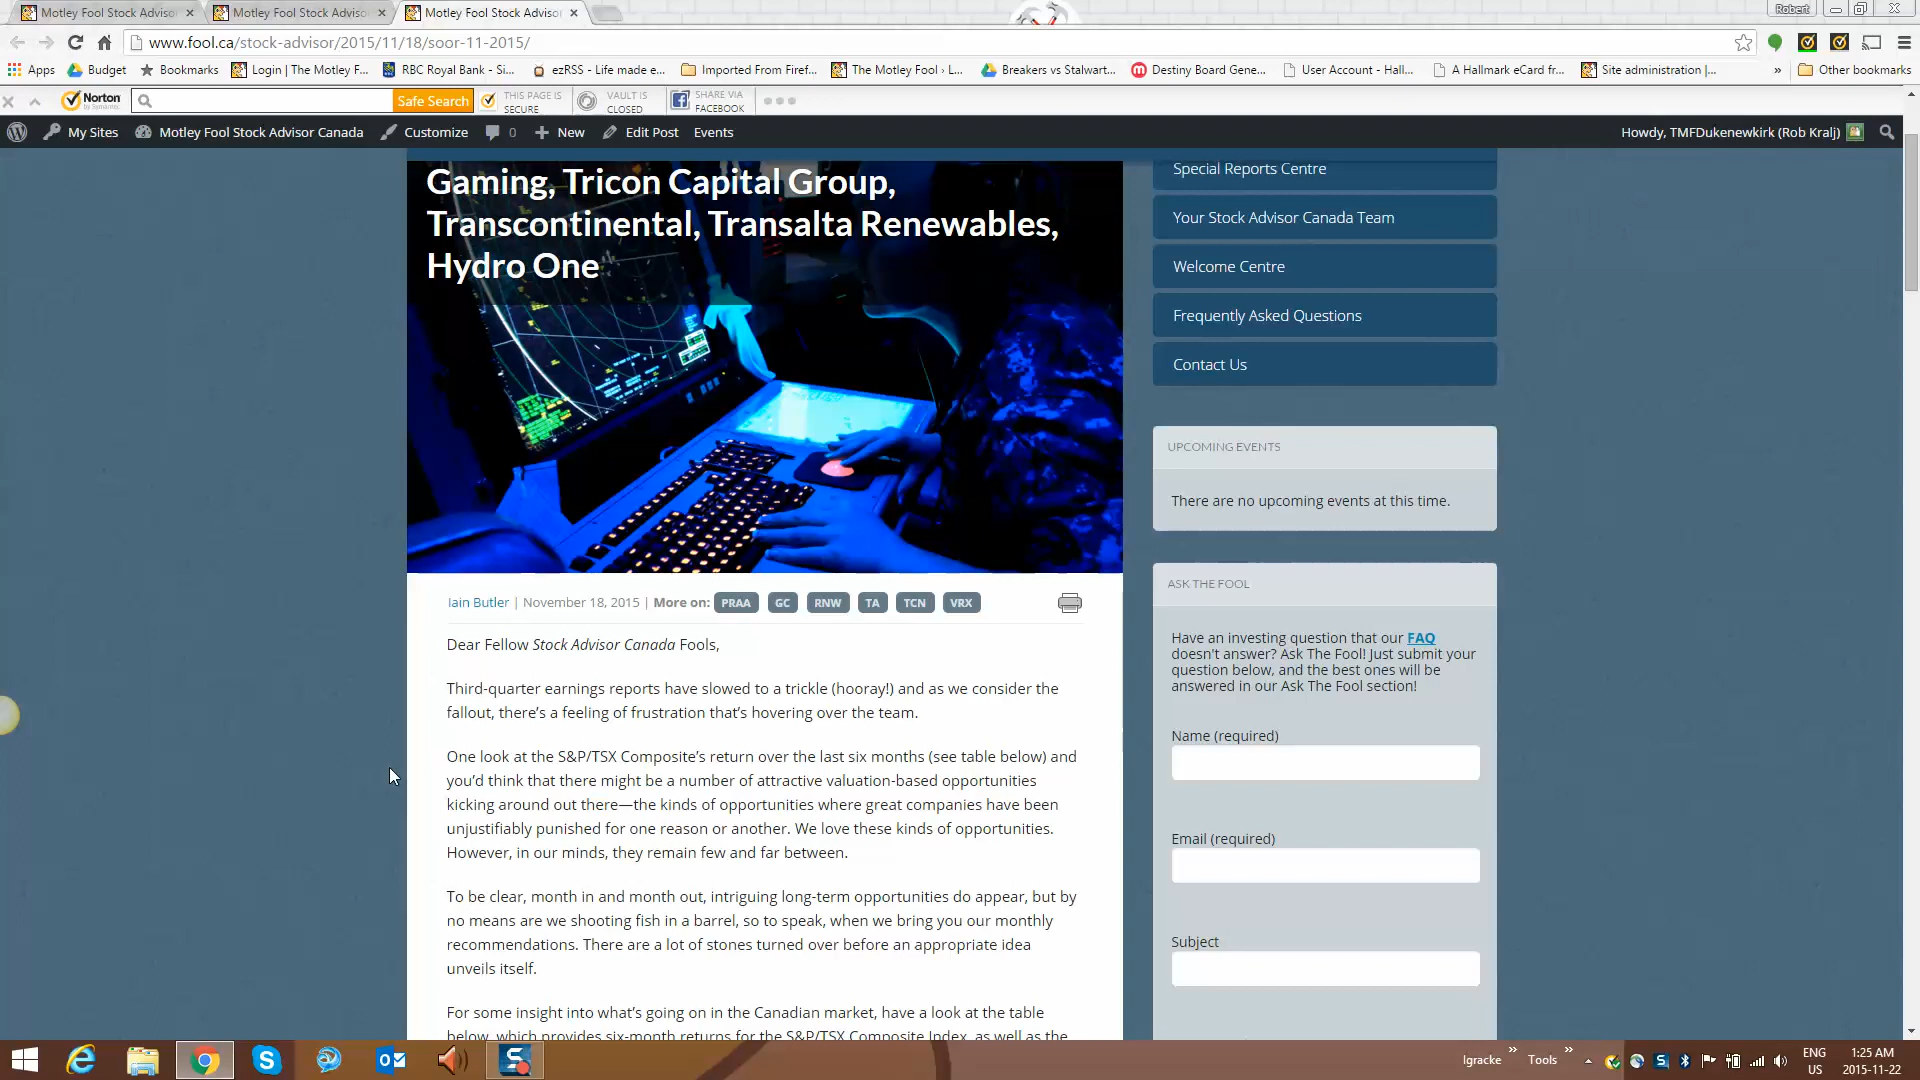 Motley Fool Stock Adviso
Motley Fool Stock Adviso
Motley Fool Stock Adviso
Robert
www.fool.ca/stock-advisor/2015/11/18/soor-11-2015/
Apps
Budget
Bookmarks
Login | The Motley F...
RBC Royal Bank - Si...
ezRSS - Life made e...
Imported From Firef...
The Motley Fool › L...
Breakers vs Stalwart...
Destiny Board Gene...
User Account - Hall...
A Hallmark eCard fr...
Site administration |...
»
Other bookmarks
Norton
by Symantec
Safe Search
THIS PAGE IS
SECURE
VAULT IS
CLOSED
SHARE VIA
FACEBOOK
My Sites
Motley Fool Stock Advisor Canada
Customize
0
New
Edit Post
Events
Howdy, TMFDukenewkirk (Rob Kralj)
Gaming, Tricon Capital Group,
Transcontinental, Transalta Renewables,
Hydro One
Iain Butler | November 18, 2015 | More on: PRAA GC RNW TA TCN VRX
Dear Fellow Stock Advisor Canada Fools,
Third-quarter earnings reports have slowed to a trickle (hooray!) and as we consider the
fallout, there's a feeling of frustration that's hovering over the team.
One look at the S&P/TSX Composite's return over the last six months (see table below) and
you'd think that there might be a number of attractive valuation-based opportunities
kicking around out there—the kinds of opportunities where great companies have been
unjustifiably punished for one reason or another. We love these kinds of opportunities.
However, in our minds, they remain few and far between.
To be clear, month in and month out, intriguing long-term opportunities do appear, but by
no means are we shooting fish in a barrel, so to speak, when we bring you our monthly
recommendations. There are a lot of stones turned over before an appropriate idea
unveils itself.
For some insight into what's going on in the Canadian market, have a look at the table
below, which provides six-month returns for the S&P/TSX Composite Index, as well as the
Special Reports Centre
Your Stock Advisor Canada Team
Welcome Centre
Frequently Asked Questions
Contact Us
UPCOMING EVENTS
There are no upcoming events at this time.
ASK THE FOOL
Have an investing question that our FAQ
doesn't answer? Ask The Fool! Just submit your
question below, and the best ones will be
answered in our Ask The Fool section!
Name (required)
Email (required)
Subject
lgracke
»
Tools
»
ENG
US
1:25 AM
2015-11-22